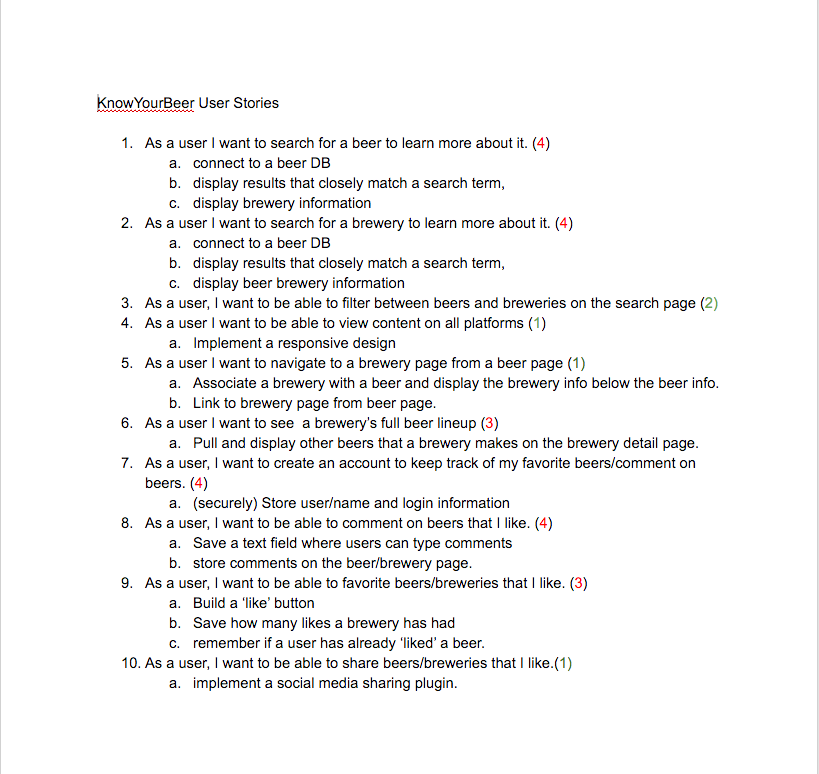 KnowYourBeer User Stories
1. As a user I want to search for a beer to learn more about it. (4)
a. connect to a beer DB
b. display results that closely match a search term,
c. display brewery information
2. As a user I want to search for a brewery to learn more about it. (4)
a. connect to a beer DB
b. display results that closely match a search term,
c. display beer brewery information
3. As a user, I want to be able to filter between beers and breweries on the search page (2)
4. As a user I want to be able to view content on all platforms (1)
a. Implement a responsive design
5. As a user I want to navigate to a brewery page from a beer page (1)
a. Associate a brewery with a beer and display the brewery info below the beer info.
b. Link to brewery page from beer page.
6. As a user I want to see  a brewery's full beer lineup (3)
a. Pull and display other beers that a brewery makes on the brewery detail page.
7. As a user, I want to create an account to keep track of my favorite beers/comment on
beers. (4)
a. (securely) Store user/name and login information
8. As a user, I want to be able to comment on beers that I like. (4)
a. Save a text field where users can type comments
b. store comments on the beer/brewery page.
9. As a user, I want to be able to favorite beers/breweries that I like. (3)
a. Build a 'like' button
b. Save how many likes a brewery has had
c. remember if a user has already 'liked' a beer.
10. As a user, I want to be able to share beers/breweries that I like.(1)
a. implement a social media sharing plugin.